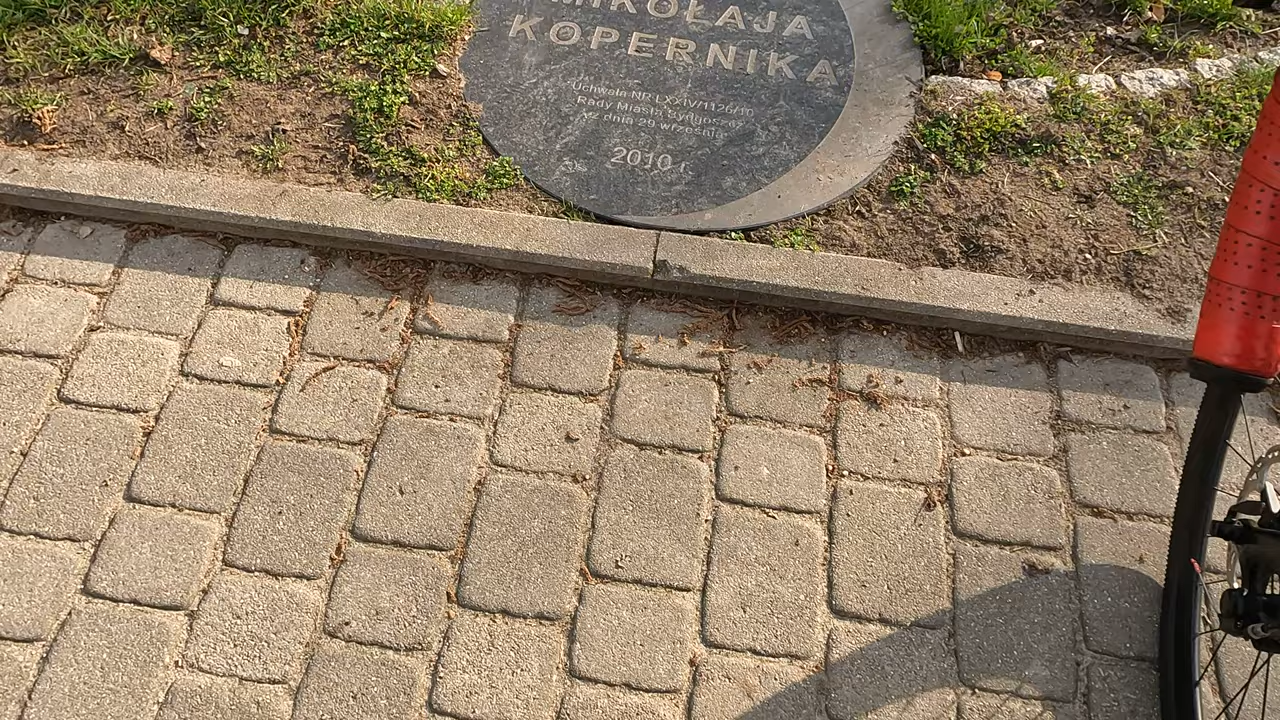 MIKOŁAJA
KOPERNIKA
Uchwała NR LXXIV/1126/10
Rady Miasta Bydgoszcz
z dnia 29 września
2010 r.